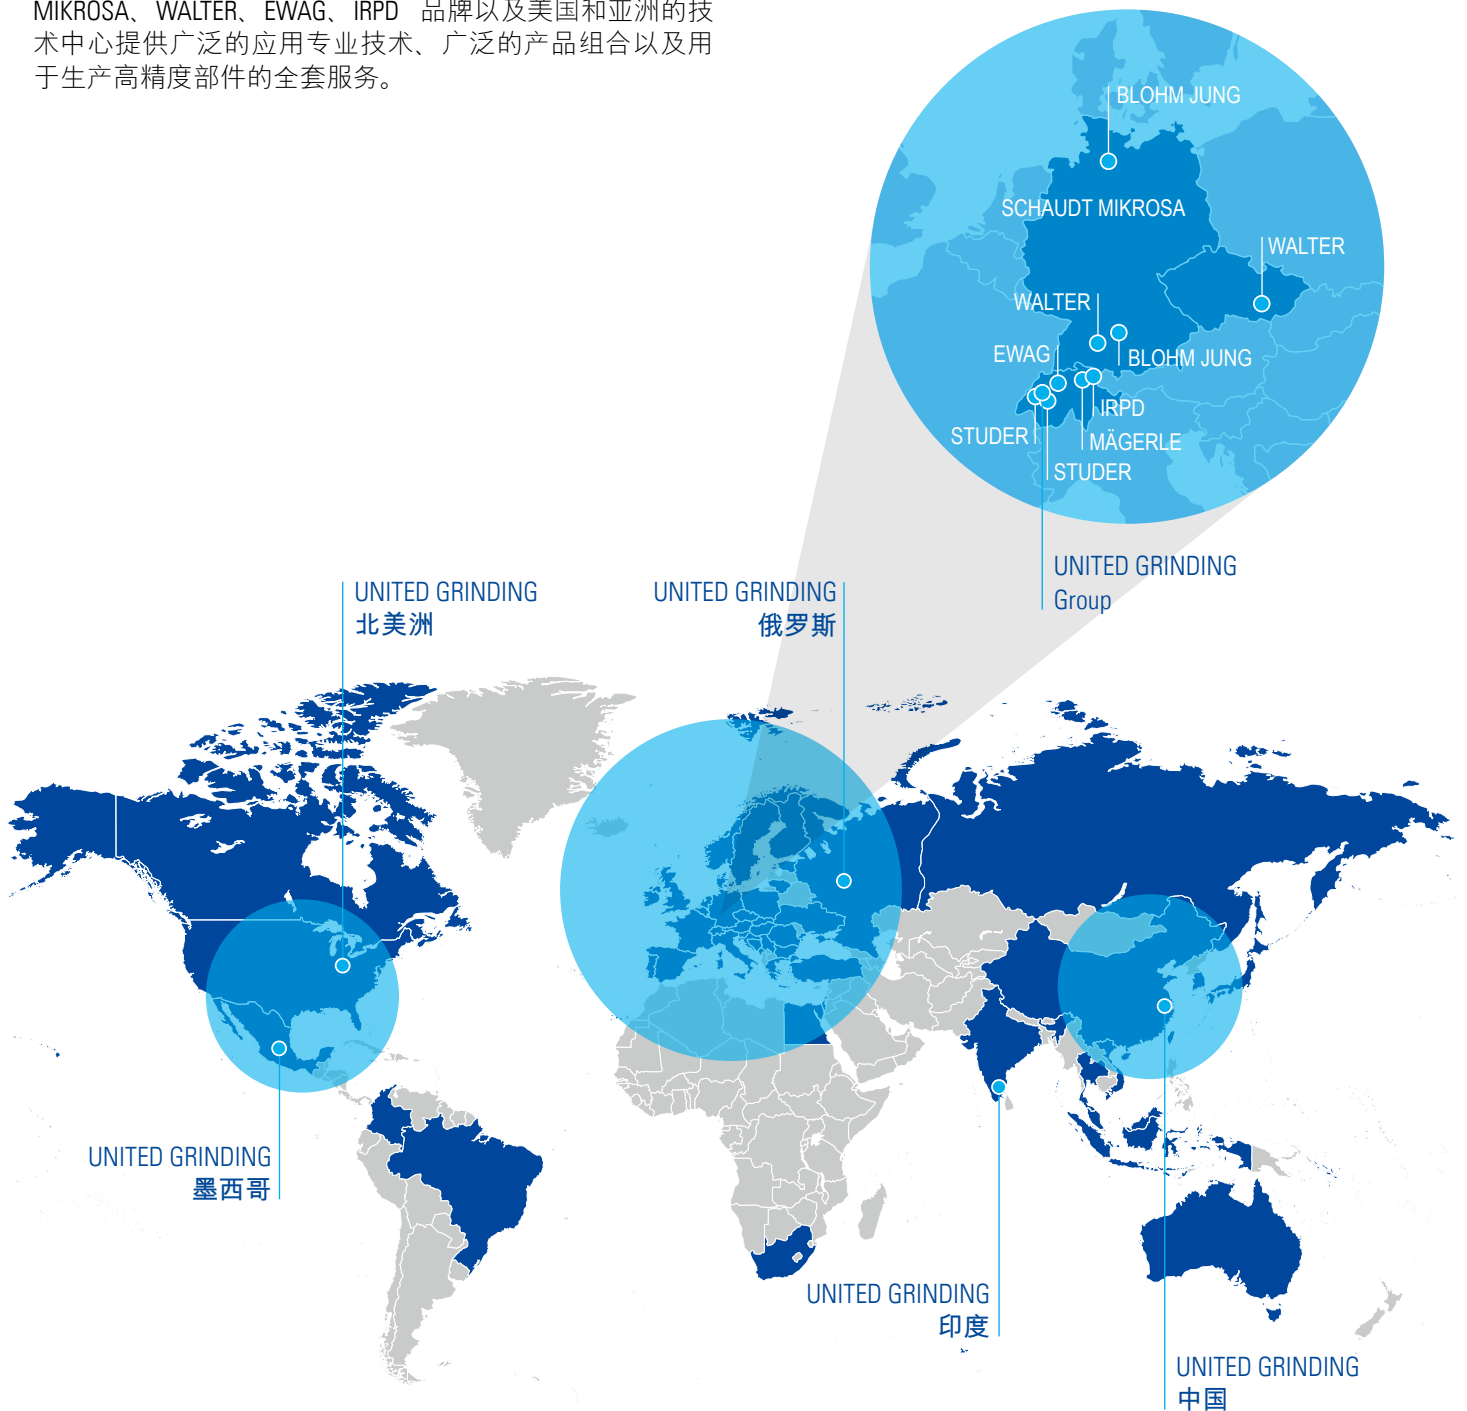 MIKROSA、WALTER、EWAG、IRPD 品牌以及美国和亚洲的技
术中心提供广泛的应用专业技术、广泛的产品组合以及用
于生产高精度部件的全套服务。
BLOHM JUNG
SCHAUDT MIKROSA
WALTER
WALTER
EWAG
BLOHM JUNG
IRPD
STUDER
MÄGERLE
STUDER
UNITED GRINDING
Group
UNITED GRINDING
北美洲
UNITED GRINDING
俄罗斯
UNITED GRINDING
墨西哥
UNITED GRINDING
印度
UNITED GRINDING
中国